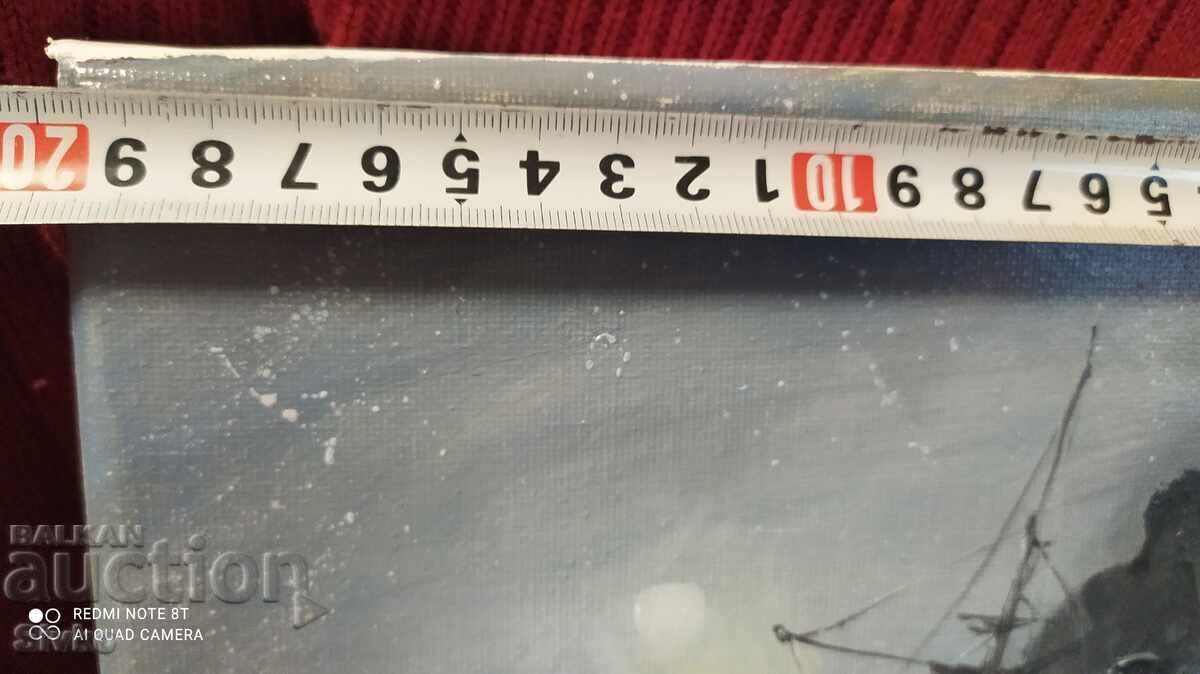 20 9 8 7 6 5 4 3 2 1 10 9 8 7 6 5
BALKAN
auction
REDMI NOTE 8T
AI QUAD CAMERA
Sivko